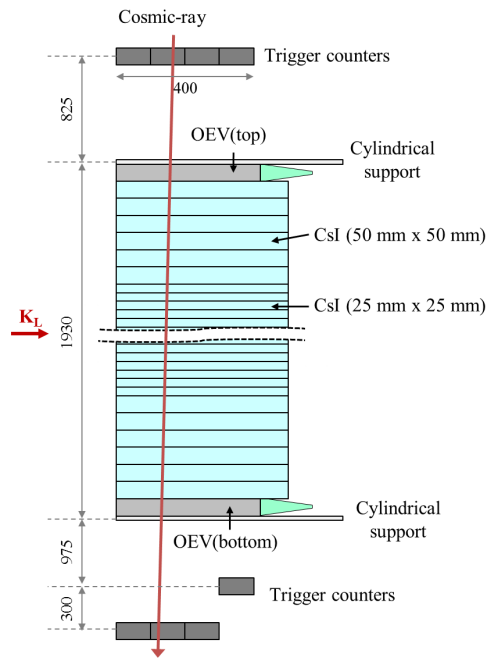 Cosmic-ray
Trigger counters
400
825
OEV(top)
Cylindrical
support
CsI (50 mm x 50 mm)
CsI (25 mm x 25 mm)
K_L
1930
Cylindrical
support
OEV(bottom)
975
Trigger counters
300